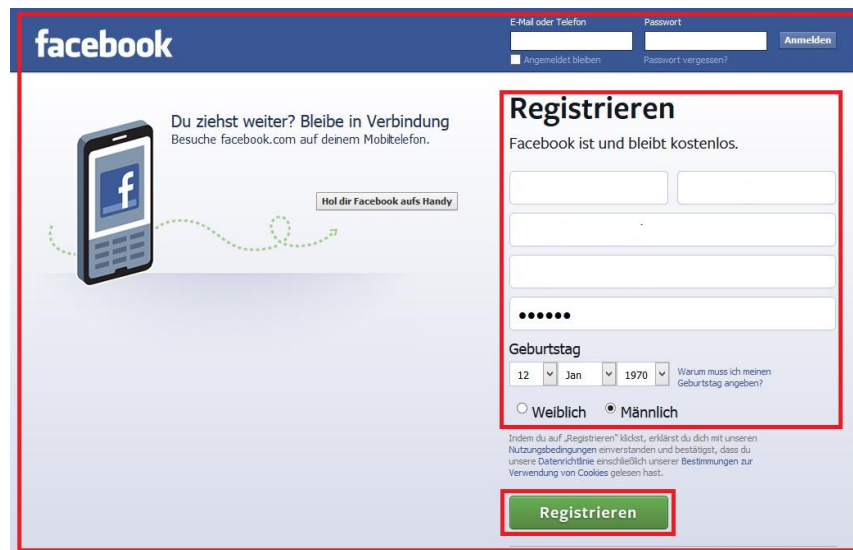 facebook
E-Mail oder Telefon
Passwort
Anmelden
Angemeldet bleiben
Passwort vergessen?
Du ziehst weiter? Bleibe in Verbindung
Besuche facebook.com auf deinem Mobiltelefon.
Hol dir Facebook aufs Handy
f
Registrieren
Facebook ist und bleibt kostenlos.
••••••
Geburtstag
12 Jan 1970
Warum muss ich meinen
Geburtstag angeben?
Weiblich Männlich
Indem du auf „Registrieren“ klickst, erklärst du dich mit unseren
Nutzungsbedingungen einverstanden und bestätigst, dass du
unsere Datenrichtlinie einschließlich unserer Bestimmungen zur
Verwendung von Cookies gelesen hast.
Registrieren